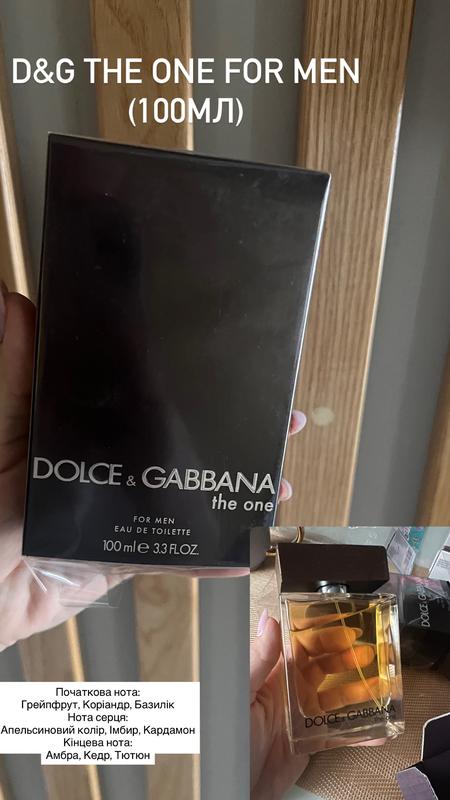 D&G THE ONE FOR MEN
(100МЛ)
DOLCE & GABBANA
the one
FOR MEN
EAU DE TOILETTE
100 ml e 3.3 FL.OZ.
DOLCE & GABBANA
the one
Початкова нота:
Грейпфрут, Коріандр, Базилік
Нота серця:
Апельсиновий колір, Імбир, Кардамон
Кінцева нота:
Амбра, Кедр, Тютюн